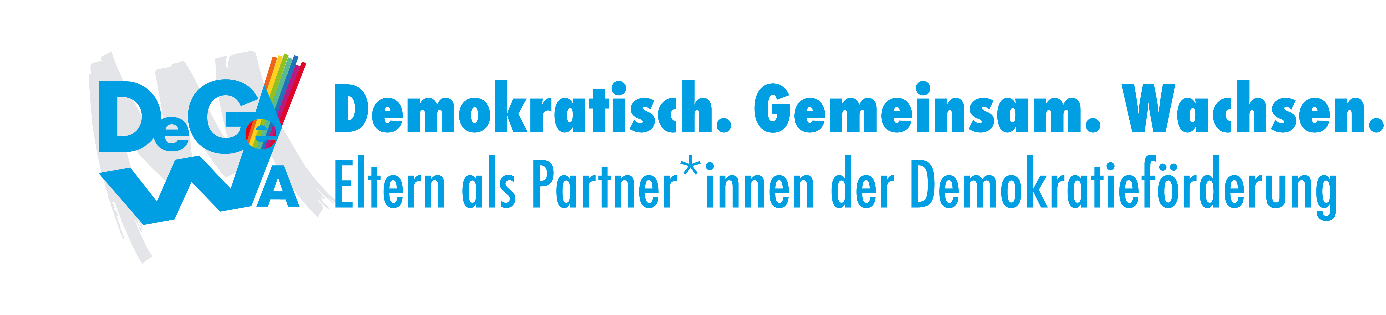 DeGeWA
Demokratisch. Gemeinsam. Wachsen.
Eltern als Partner*innen der Demokratieförderung